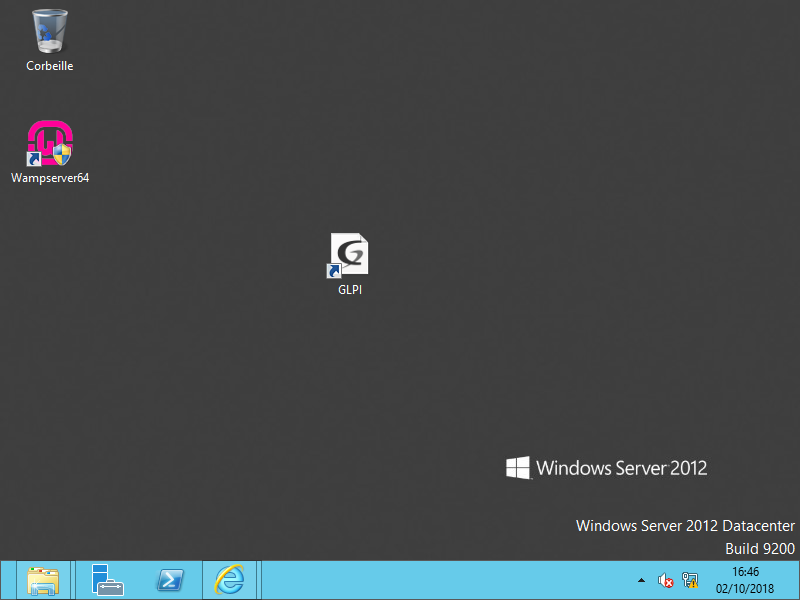 Corbeille
Wampserver64
GLPI
Windows Server 2012
Windows Server 2012 Datacenter
Build 9200
16:46
02/10/2018